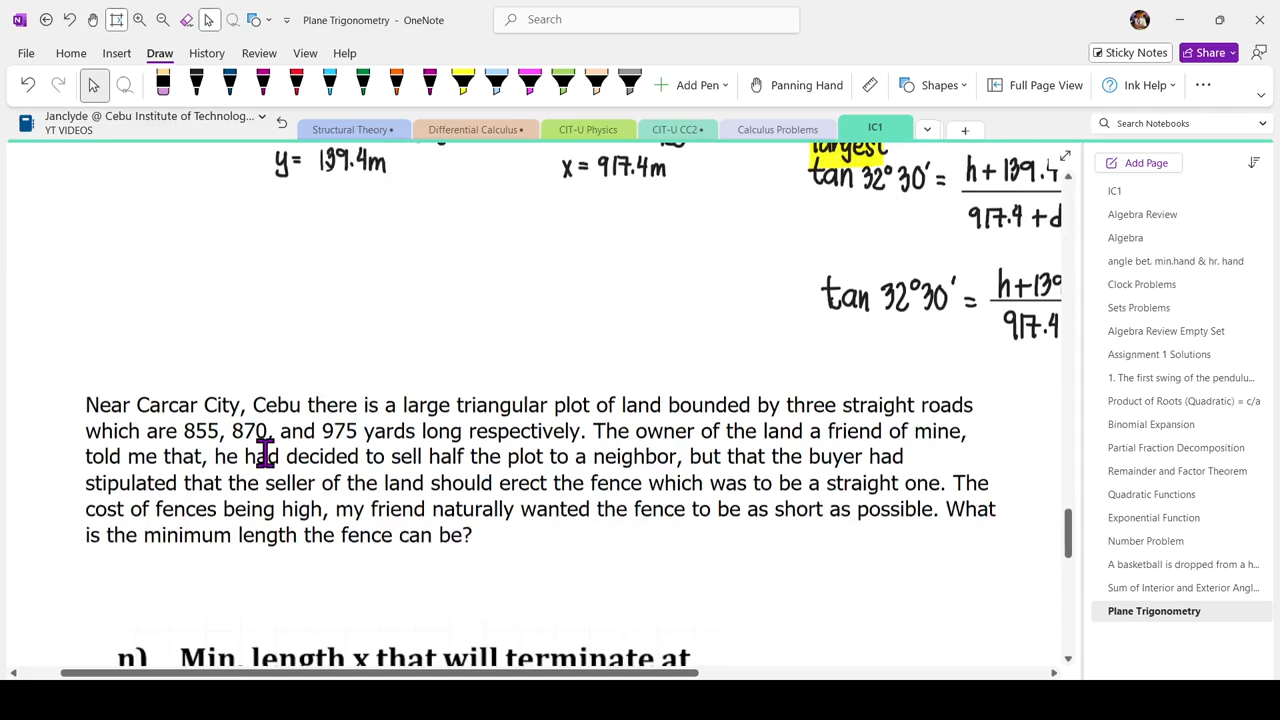 Plane Trigonometry - OneNote
Search
File Home Insert Draw History Review View Help
Sticky Notes Share
Add Pen Panning Hand Shapes Full Page View Ink Help
Janclyde @ Cebu Institute of Technolog...
YT VIDEOS
Structural Theory Differential Calculus CIT-U Physics CIT-U CC2 Calculus Problems IC1
Search Notebooks
Add Page
IC1
Algebra Review
Algebra
angle bet. min.hand & hr. hand
Clock Problems
Sets Problems
Algebra Review Empty Set
Assignment 1 Solutions
1. The first swing of the pendulu...
Product of Roots (Quadratic) = c/a
Binomial Expansion
Partial Fraction Decomposition
Remainder and Factor Theorem
Quadratic Functions
Exponential Function
Number Problem
A basketball is dropped from a h...
Sum of Interior and Exterior Angl...
Plane Trigonometry
y = 139.4m
x = 917.4m
largest
tan 32°30' = h+139.4
917.4 + d
tan 32°30' = h+139
917.4
Near Carcar City, Cebu there is a large triangular plot of land bounded by three straight roads
which are 855, 870, and 975 yards long respectively. The owner of the land a friend of mine,
told me that, he had decided to sell half the plot to a neighbor, but that the buyer had
stipulated that the seller of the land should erect the fence which was to be a straight one. The
cost of fences being high, my friend naturally wanted the fence to be as short as possible. What
is the minimum length the fence can be?
n) Min. length x that will terminate at